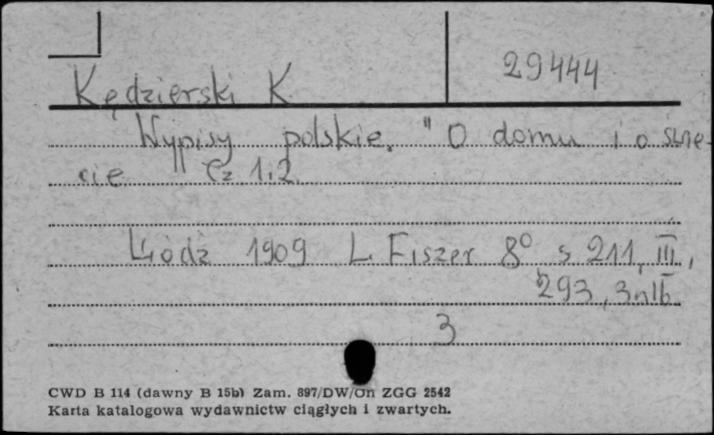 29444
Kędzierski K
Wypisy polskie. "O domu i o świe-
cie" Cz 1.2.
Łódź 1909 L. Fiszer 8° s 211, III,
293, 3nlb.
3
CWD B 114 (dawny B 15b) Zam. 897/DW/On ZGG 2542
Karta katalogowa wydawnictw ciągłych i zwartych.